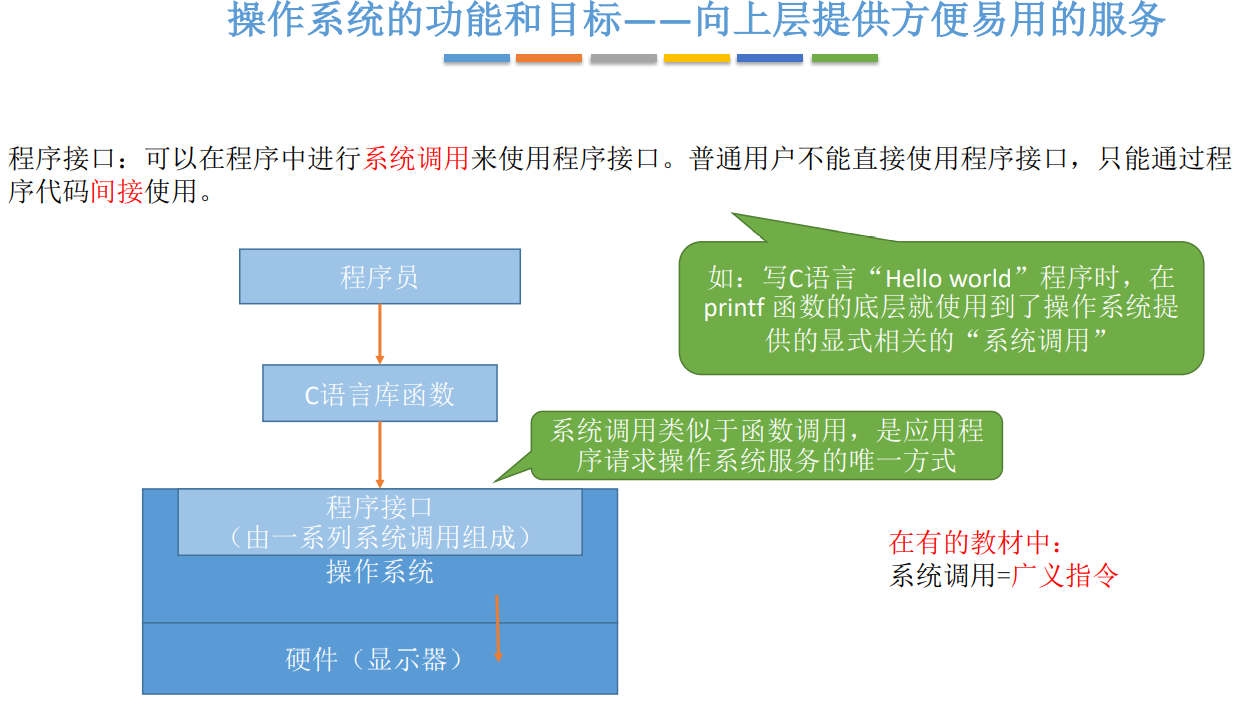 操作系统的功能和目标——向上层提供方便易用的服务
程序接口：可以在程序中进行系统调用来使用程序接口。普通用户不能直接使用程序接口，只能通过程
序代码间接使用。
程序员
如：写C语言“Hello world”程序时，在
printf 函数的底层就使用到了操作系统提
供的显式相关的“系统调用”
C语言库函数
系统调用类似于函数调用，是应用程
序请求操作系统服务的唯一方式
程序接口
（由一系列系统调用组成）
操作系统
在有的教材中：
系统调用=广义指令
硬件（显示器）